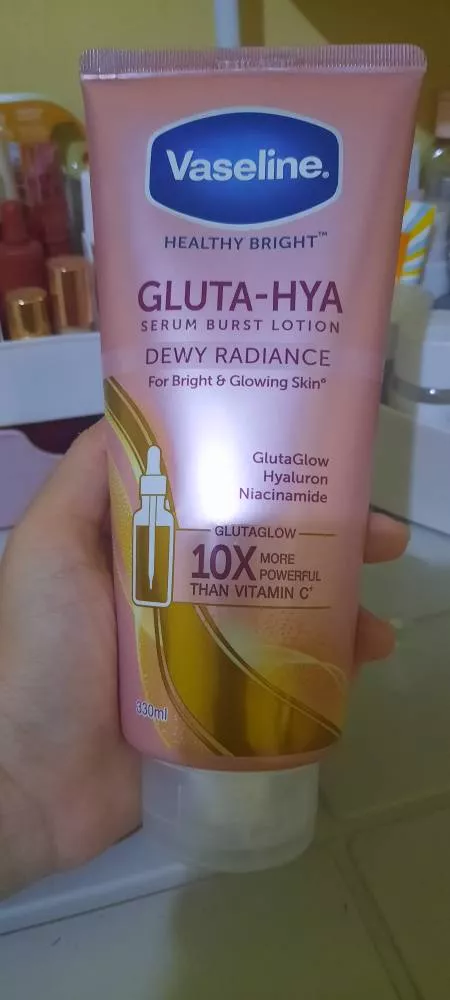 Vaseline.
HEALTHY BRIGHT™
GLUTA-HYA
SERUM BURST LOTION
DEWY RADIANCE
For Bright & Glowing Skin°
GlutaGlow
Hyaluron
Niacinamide
GLUTAGLOW
10X MORE
POWERFUL
THAN VITAMIN C⁺
330ml